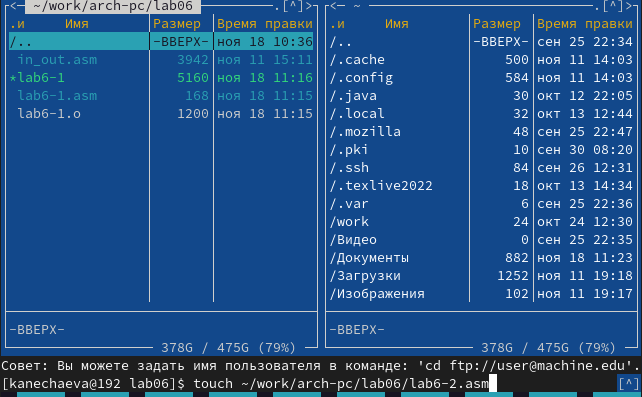 <─ ~/work/arch-pc/lab06 ─.[^]>
.и Имя Размер Время правки
/.. -ВВЕРХ- ноя 18 10:36
in_out.asm 3942 ноя 11 15:11
*lab6-1 5160 ноя 18 11:16
lab6-1.asm 168 ноя 18 11:15
lab6-1.o 1200 ноя 18 11:15
-ВВЕРХ-
378G / 475G (79%)
<─ ~ ─.[^]>
.и Имя Размер Время правки
/.. -ВВЕРХ- сен 25 22:34
/.cache 500 ноя 11 14:03
/.config 584 ноя 11 14:03
/.java 30 окт 12 22:05
/.local 32 окт 13 12:44
/.mozilla 48 сен 25 22:47
/.pki 10 сен 30 08:20
/.ssh 84 сен 26 12:31
/.texlive2022 18 окт 13 14:34
/.var 6 сен 25 22:36
/work 24 окт 24 12:30
/Видео 0 сен 25 22:35
/Документы 882 ноя 18 11:23
/Загрузки 1252 ноя 11 19:18
/Изображения 102 ноя 11 19:17
-ВВЕРХ-
378G / 475G (79%)
Совет: Вы можете задать имя пользователя в команде: 'cd ftp://user@machine.edu'.
[kanechaeva@192 lab06]$ touch ~/work/arch-pc/lab06/lab6-2.asm [^]